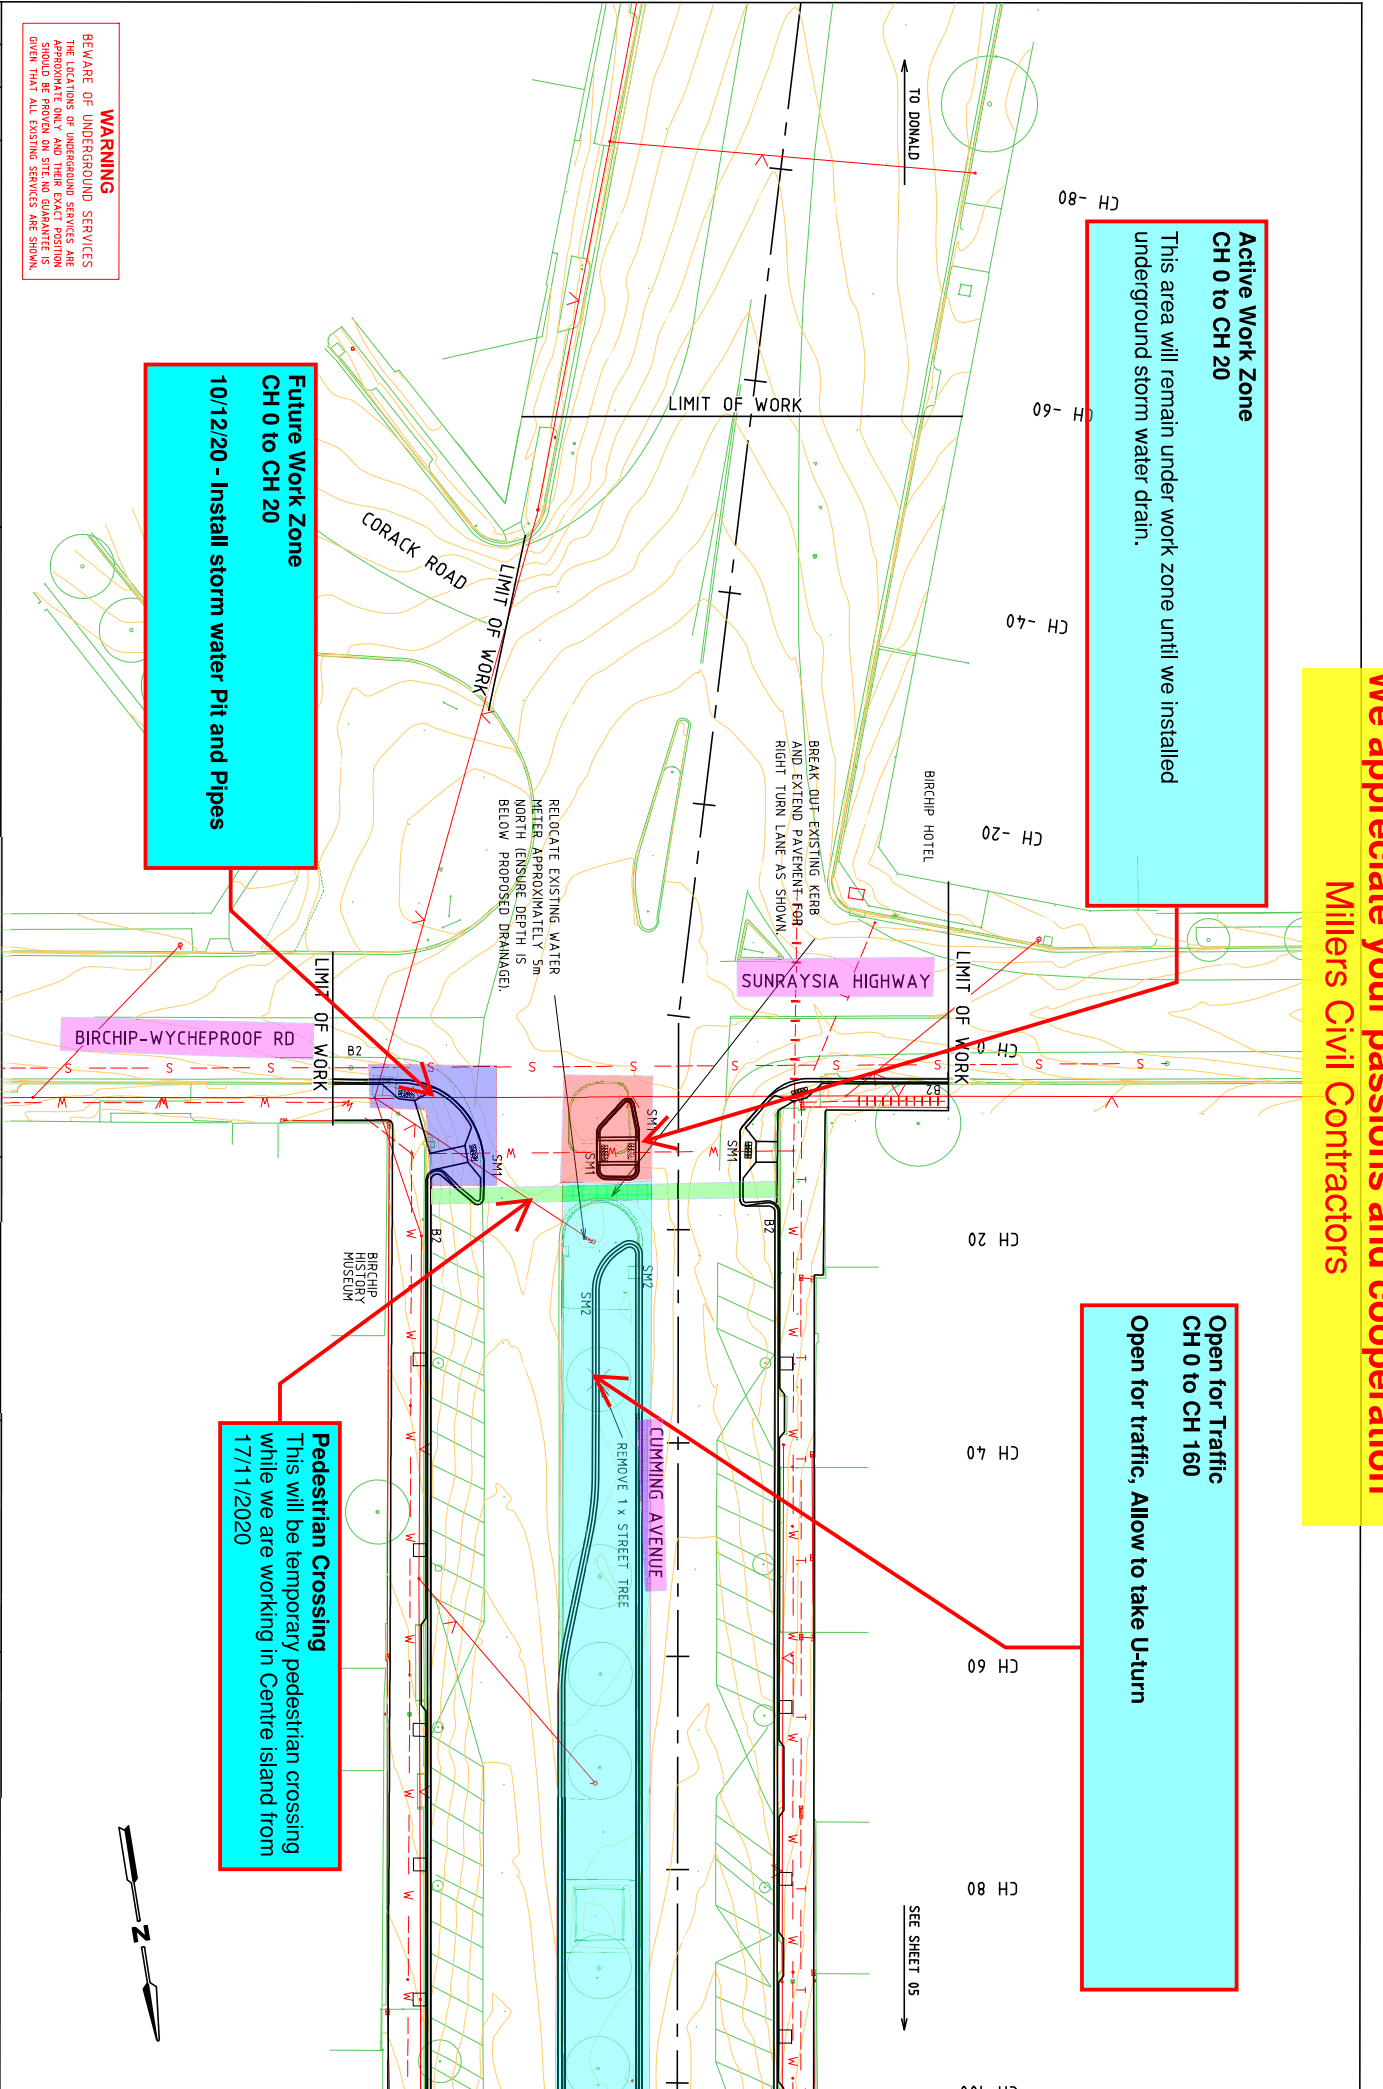 We appreciate your passions and cooperation
Millers Civil Contractors
Active Work Zone
CH 0 to CH 20
This area will remain under work zone until we installed
underground storm water drain.
Open for Traffic
CH 0 to CH 160
Open for traffic, Allow to take U-turn
CH -80
CH -60
CH -40
CH -20
CH 0
CH 20
CH 40
CH 60
CH 80
TO DONALD
SEE SHEET 05
BIRCHIP HOTEL
LIMIT OF WORK
LIMIT OF WORK
LIMIT OF WORK
LIMIT OF WORK
BREAK OUT EXISTING KERB
AND EXTEND PAVEMENT FOR
RIGHT TURN LANE AS SHOWN.
SUNRAYSIA HIGHWAY
RELOCATE EXISTING WATER
METER APPROXIMATELY 5m
NORTH (ENSURE DEPTH IS
BELOW PROPOSED DRAINAGE).
CORACK ROAD
BIRCHIP-WYCHEPROOF RD
CUMMING AVENUE
REMOVE 1 x STREET TREE
B2
B2
B2
B2
SM1
SM1
SM1
SM1
SM2
SM2
BIRCHIP
HISTORY
MUSEUM
Future Work Zone
CH 0 to CH 20
10/12/20 - Install storm water Pit and Pipes
Pedestrian Crossing
This will be temporary pedestrian crossing
while we are working in Centre island from
17/11/2020
WARNING
BEWARE OF UNDERGROUND SERVICES
THE LOCATIONS OF UNDERGROUND SERVICES ARE
APPROXIMATE ONLY AND THEIR EXACT POSITION
SHOULD BE PROVEN ON SITE. NO GUARANTEE IS
GIVEN THAT ALL EXISTING SERVICES ARE SHOWN.
N